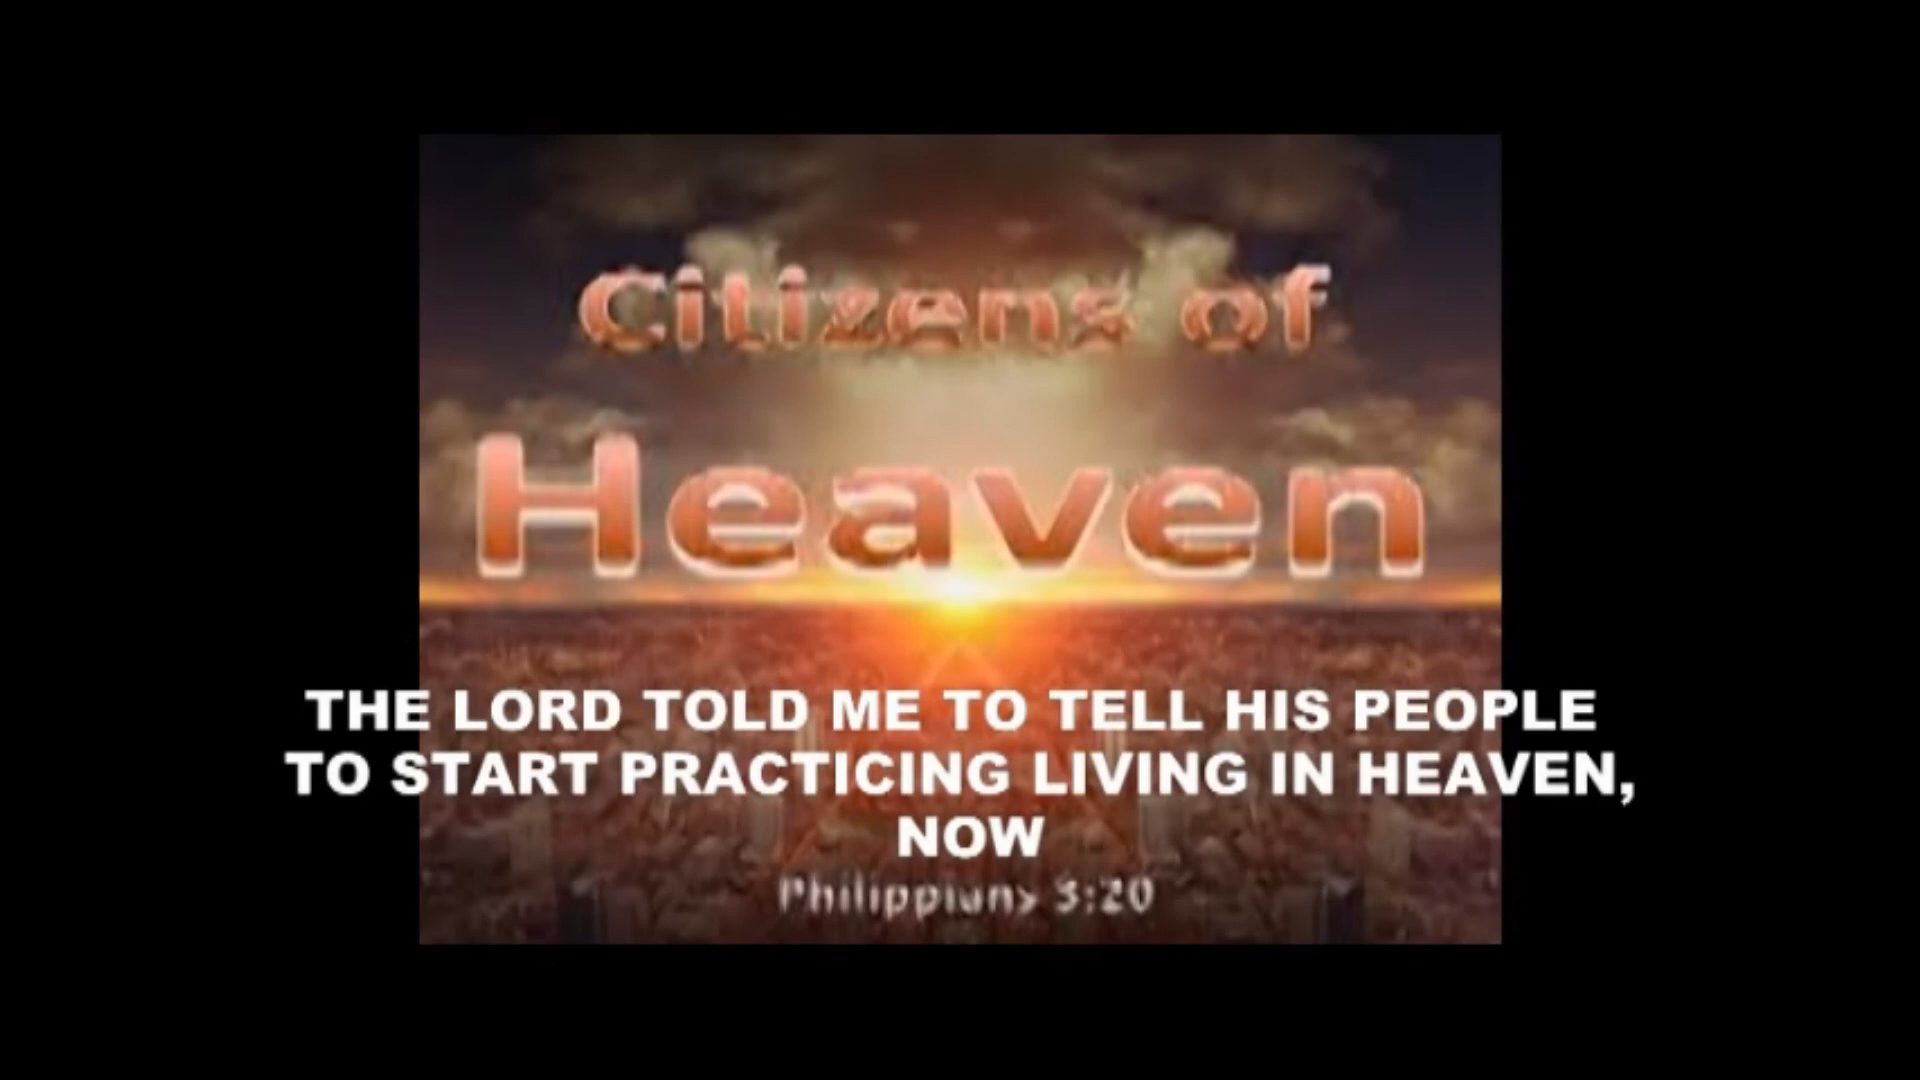 Citizens of
Heaven
THE LORD TOLD ME TO TELL HIS PEOPLE
TO START PRACTICING LIVING IN HEAVEN,
NOW
Philippians 3:20